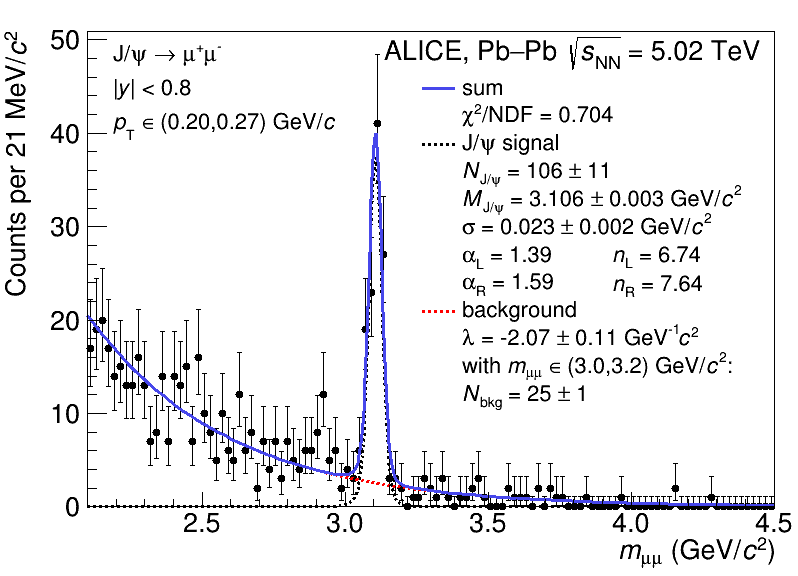 ALICE, Pb–Pb √s_NN = 5.02 TeV
J/ψ → μ⁺μ⁻
|y| < 0.8
p_T ∈ (0.20,0.27) GeV/c
sum
χ²/NDF = 0.704
J/ψ signal
N_J/ψ = 106 ± 11
M_J/ψ = 3.106 ± 0.003 GeV/c²
σ = 0.023 ± 0.002 GeV/c²
α_L = 1.39 n_L = 6.74
α_R = 1.59 n_R = 7.64
background
λ = -2.07 ± 0.11 GeV⁻¹c²
with m_μμ ∈ (3.0,3.2) GeV/c²:
N_bkg = 25 ± 1
Counts per 21 MeV/c²
50
40
30
20
10
0
2.5 3.0 3.5 4.0 4.5
m_μμ (GeV/c²)